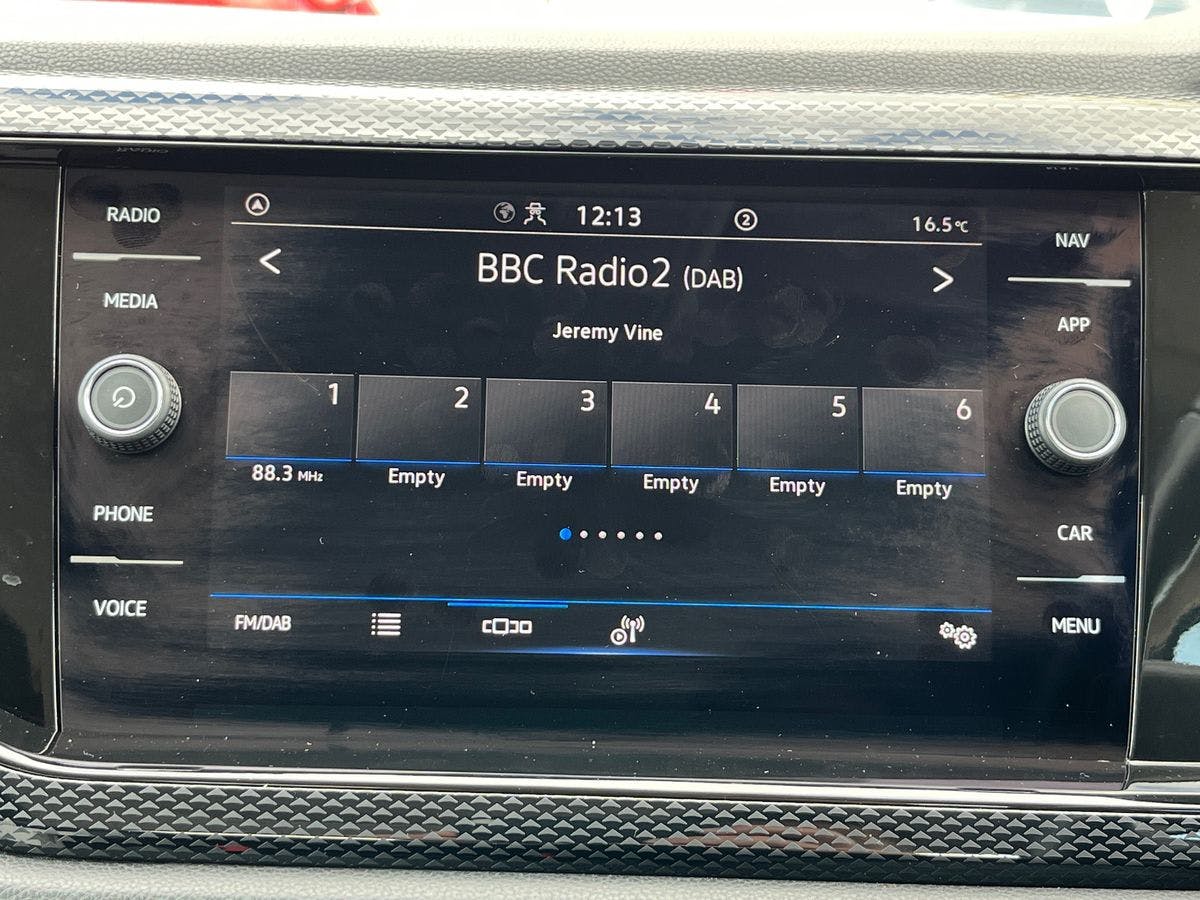 RADIO
MEDIA
PHONE
VOICE
12:13
2
16.5°C
< BBC Radio2 (DAB) >
Jeremy Vine
1 2 3 4 5 6
88.3 MHz Empty Empty Empty Empty Empty
FM/DAB
NAV
APP
CAR
MENU